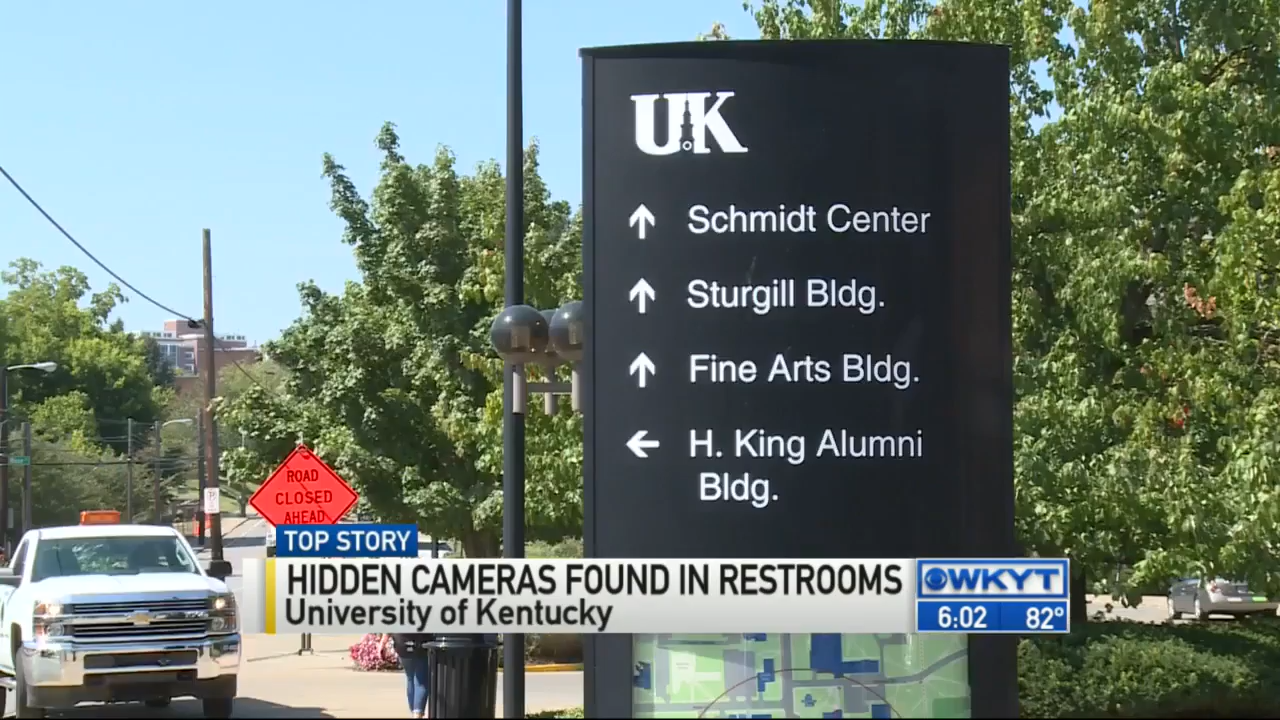 UK
Schmidt Center
Sturgill Bldg.
Fine Arts Bldg.
H. King Alumni
Bldg.
ROAD
CLOSED
AHEAD
TOP STORY
HIDDEN CAMERAS FOUND IN RESTROOMS
University of Kentucky
WKYT
6:02 82°